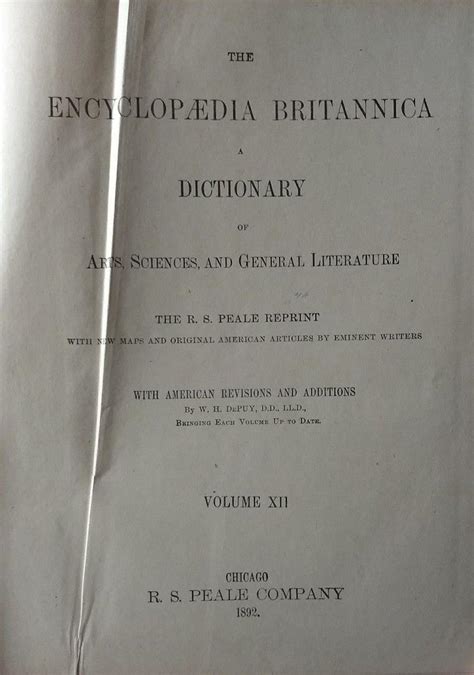 THE
ENCYCLOPÆDIA BRITANNICA
A
DICTIONARY
OF
ARTS, SCIENCES, AND GENERAL LITERATURE
THE R. S. PEALE REPRINT
WITH NEW MAPS AND ORIGINAL AMERICAN ARTICLES BY EMINENT WRITERS
WITH AMERICAN REVISIONS AND ADDITIONS
BY W. H. DEPUY, D.D., LL.D.,
BRINGING EACH VOLUME UP TO DATE.
VOLUME XII
CHICAGO
R. S. PEALE COMPANY
1892.